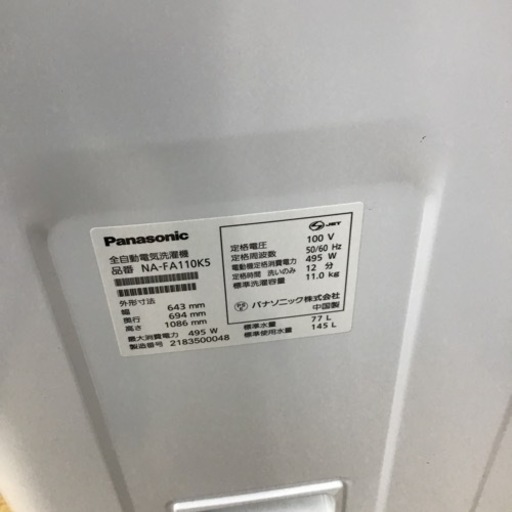 Panasonic
全自動電気洗濯機
品番 NA-FA110K5
外形寸法
幅 643 mm
奥行 694 mm
高さ 1086 mm
最大消費電力 495 W
製造番号 2183500048
JET
定格電圧 100 V
定格周波数 50/60 Hz
電動機定格消費電力 495 W
定格時間 洗いのみ 12 分
標準洗濯容量 11.0 kg
パナソニック株式会社
中国製
標準水量 77 L
標準使用水量 145 L